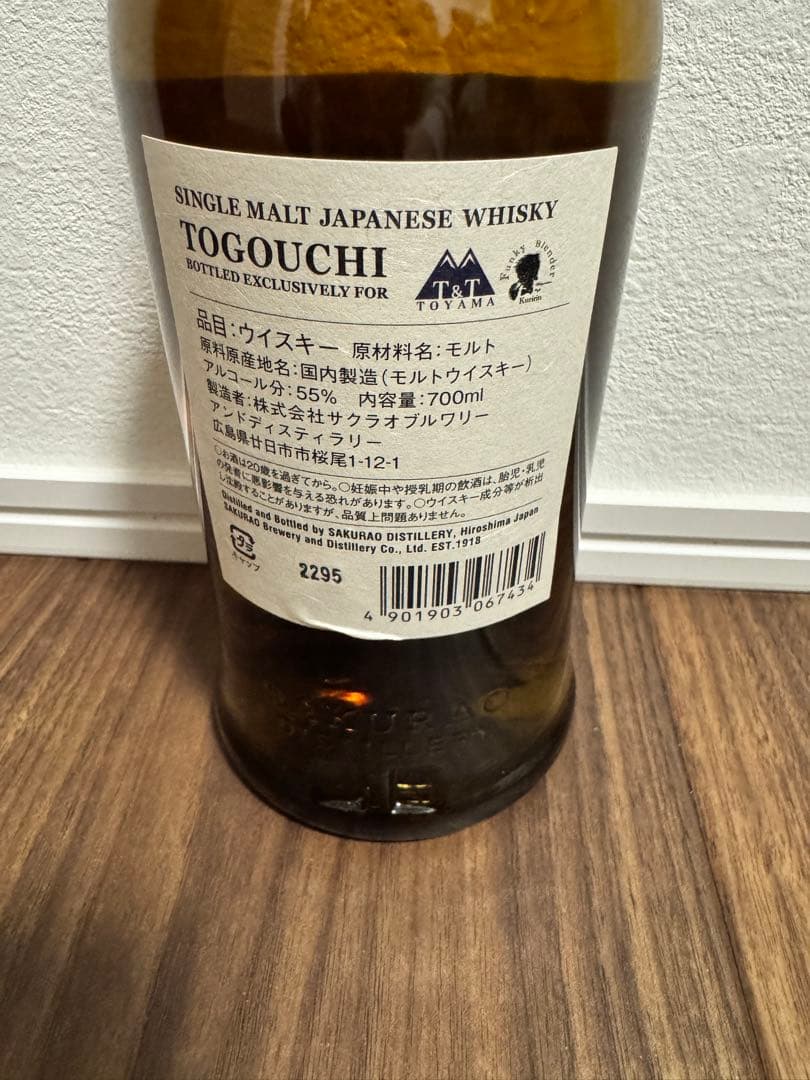 SINGLE MALT JAPANESE WHISKY
TOGOUCHI
BOTTLED EXCLUSIVELY FOR
T&T
TOYAMA
Funky Blender
Kuririn
品目:ウイスキー 原材料名:モルト
原料原産地名:国内製造(モルトウイスキー)
アルコール分:55% 内容量:700ml
製造者:株式会社サクラオブルワリー
アンドディスティラリー
広島県廿日市市桜尾1-12-1
○お酒は20歳を過ぎてから。○妊娠中や授乳期の飲酒は、胎児・乳児
の発育に悪影響を与える恐れがあります。○ウイスキー成分等が析出
し沈殿することがありますが、品質上問題ありません。
Distilled and Bottled by SAKURAO DISTILLERY, Hiroshima Japan
SAKURAO Brewery and Distillery Co., Ltd. EST.1918
プラ
キャップ
2295
4 901903 067434
SAKURAO
DISTILLERY